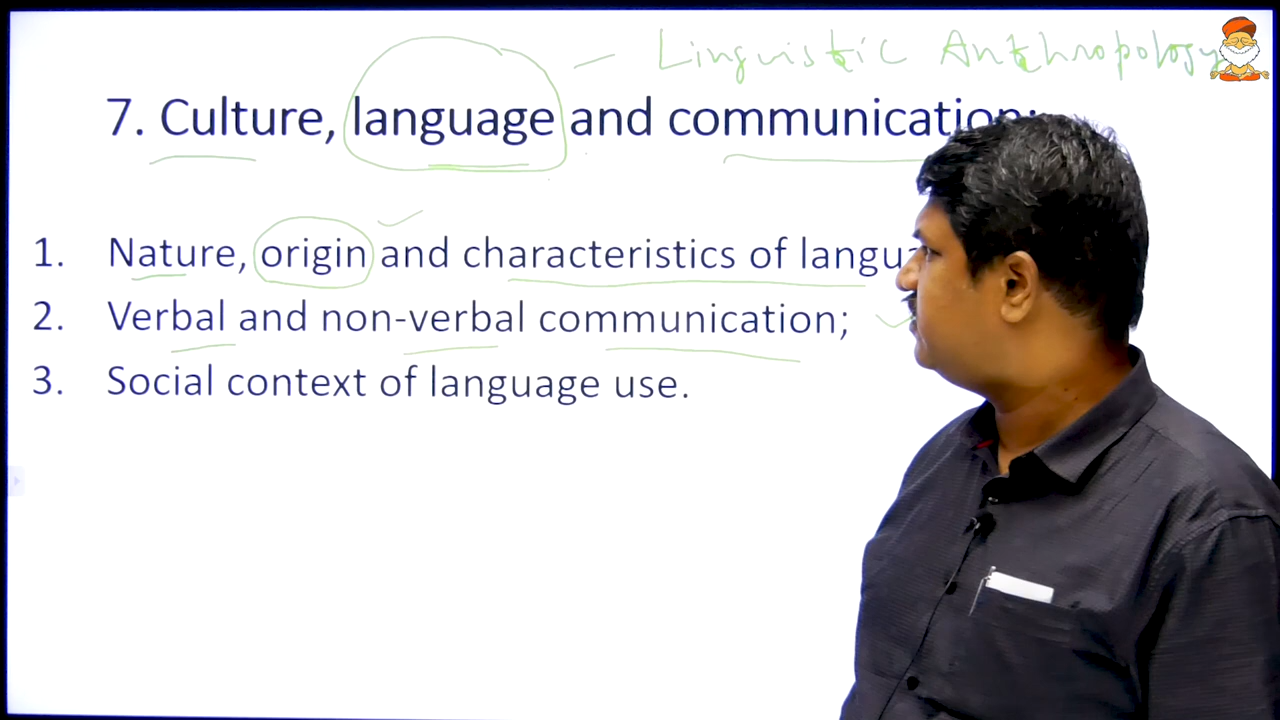 Linguistic Anthropology
7. Culture, language and communication:
1. Nature, origin and characteristics of langu
2. Verbal and non-verbal communication;
3. Social context of language use.